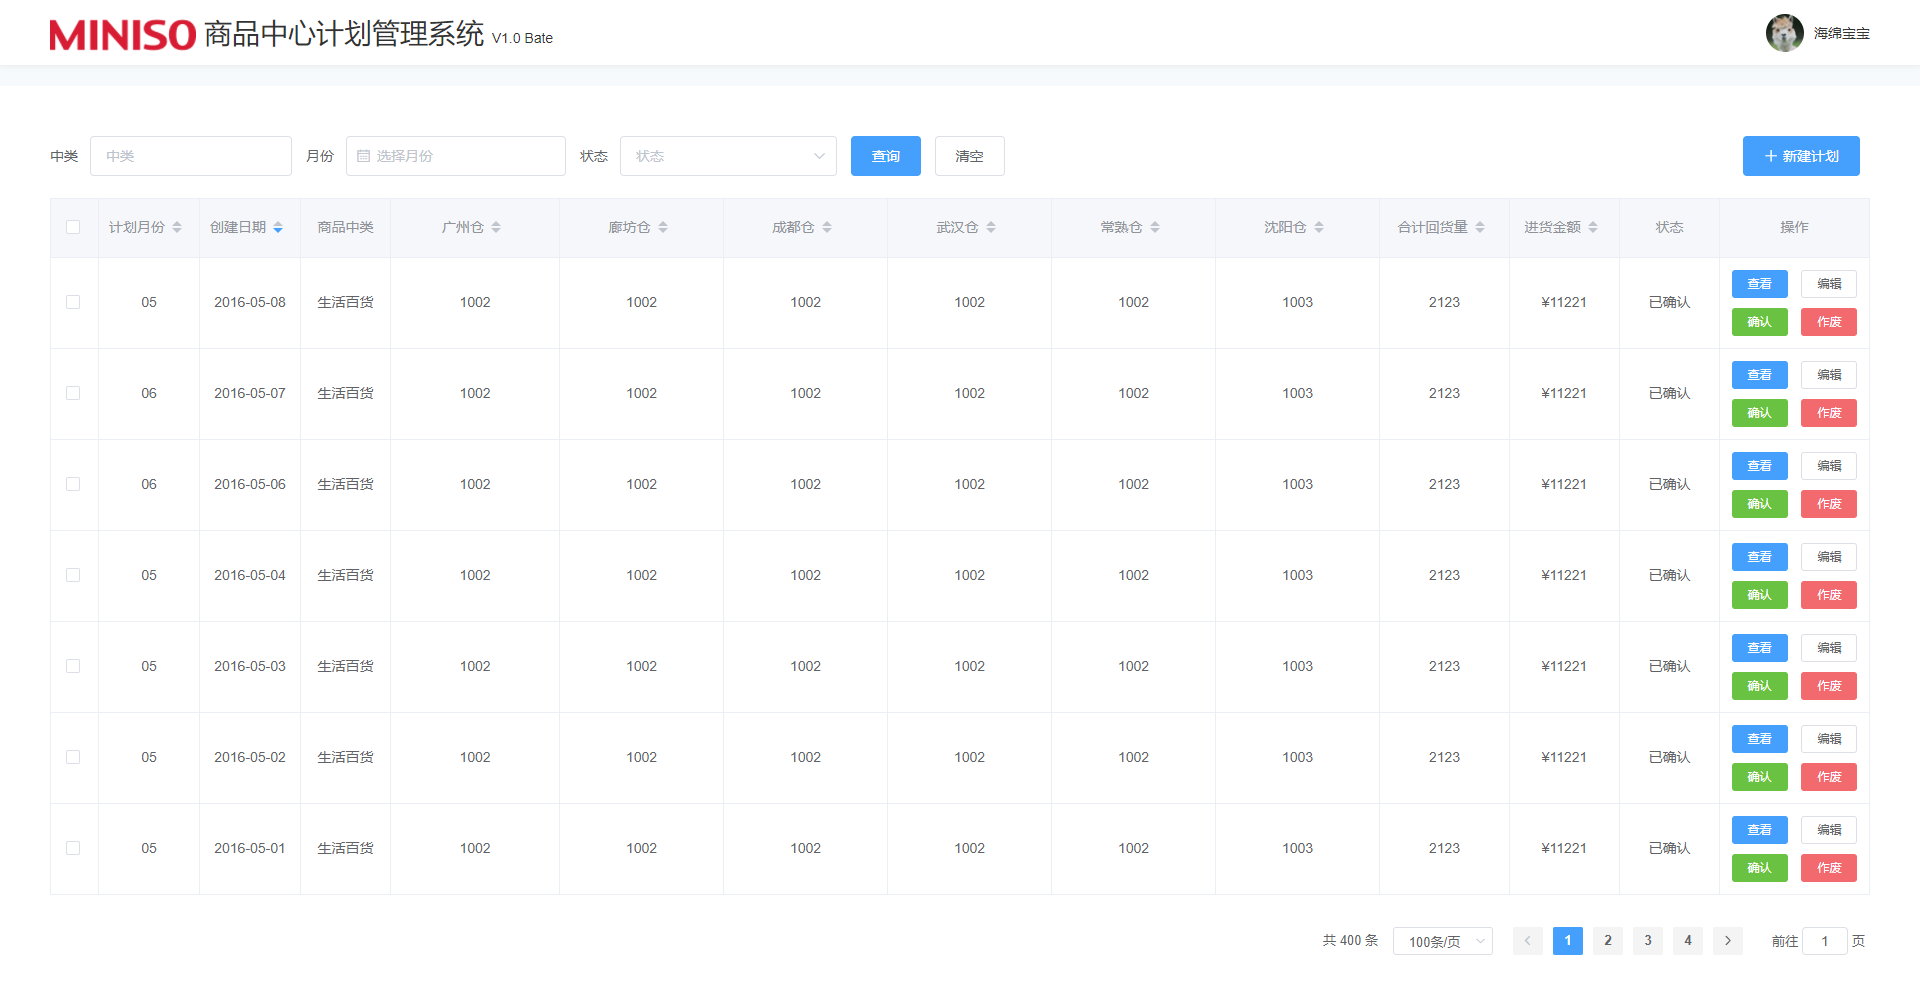 MINISO 商品中心计划管理系统 V1.0 Bate
海绵宝宝
中类 中类 月份 选择月份 状态 状态 查询 清空 新建计划
计划月份 创建日期 商品中类 广州仓 廊坊仓 成都仓 武汉仓 常熟仓 沈阳仓 合计回货量 进货金额 状态 操作
05 2016-05-08 生活百货 1002 1002 1002 1002 1002 1003 2123 ¥11221 已确认 查看 编辑
确认 作废
06 2016-05-07 生活百货 1002 1002 1002 1002 1002 1003 2123 ¥11221 已确认 查看 编辑
确认 作废
06 2016-05-06 生活百货 1002 1002 1002 1002 1002 1003 2123 ¥11221 已确认 查看 编辑
确认 作废
05 2016-05-04 生活百货 1002 1002 1002 1002 1002 1003 2123 ¥11221 已确认 查看 编辑
确认 作废
05 2016-05-03 生活百货 1002 1002 1002 1002 1002 1003 2123 ¥11221 已确认 查看 编辑
确认 作废
05 2016-05-02 生活百货 1002 1002 1002 1002 1002 1003 2123 ¥11221 已确认 查看 编辑
确认 作废
05 2016-05-01 生活百货 1002 1002 1002 1002 1002 1003 2123 ¥11221 已确认 查看 编辑
确认 作废
共 400 条 100条/页 1 2 3 4 前往 1 页